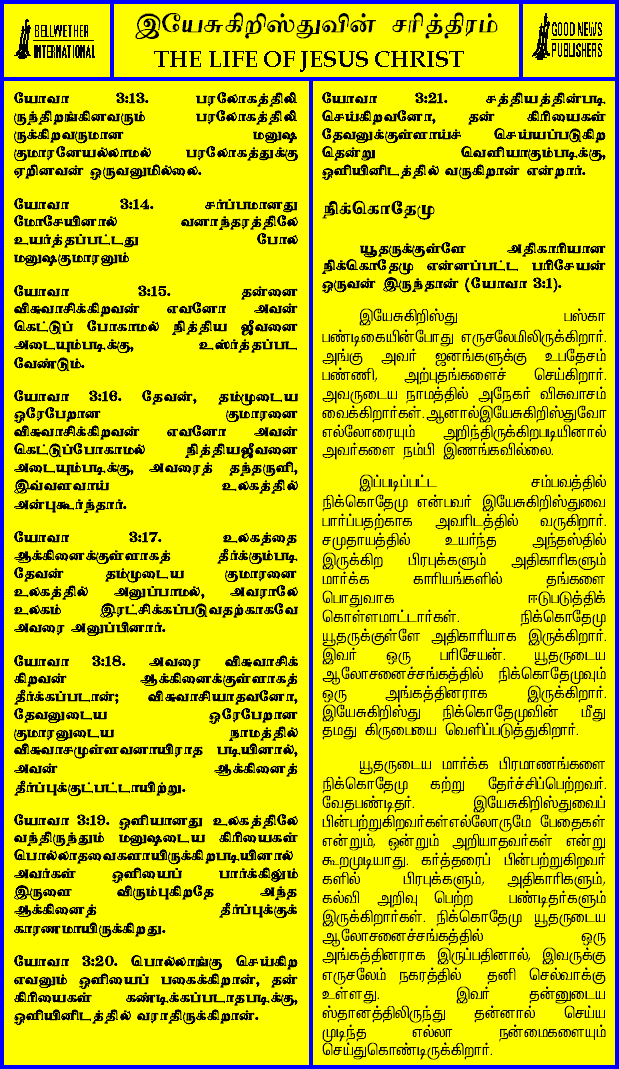 BELLWETHER
INTERNATIONAL
இயேசுகிறிஸ்துவின் சரித்திரம்
THE LIFE OF JESUS CHRIST
GOOD NEWS
PUBLISHERS
யோவா 3:13. பரலோகத்திலி
ருந்திறங்கினவரும் பரலோகத்திலி
ருக்கிறவருமான மனுஷ
குமாரனேயல்லாமல் பரலோகத்துக்கு
ஏறினவன் ஒருவனுமில்லை.
யோவா 3:14. சர்ப்பமானது
மோசேயினால் வனாந்தரத்திலே
உயர்த்தப்பட்டது போல
மனுஷகுமாரனும்
யோவா 3:15. தன்னை
விசுவாசிக்கிறவன் எவனோ அவன்
கெட்டுப் போகாமல் நித்திய ஜீவனை
அடையும்படிக்கு, உஸ்ர்த்தப்பட
வேண்டும்.
யோவா 3:16. தேவன், தம்முடைய
ஒரேபேறான குமாரனை
விசுவாசிக்கிறவன் எவனோ அவன்
கெட்டுப்போகாமல் நித்தியஜீவனை
அடையும்படிக்கு, அவரைத் தந்தருளி,
இவ்வளவாய் உலகத்தில்
அன்புகூர்ந்தார்.
யோவா 3:17. உலகத்தை
ஆக்கினைக்குள்ளாகத் தீர்க்கும்படி
தேவன் தம்முடைய குமாரனை
உலகத்தில் அனுப்பாமல், அவராலே
உலகம் இரட்சிக்கப்படுவதற்காகவே
அவரை அனுப்பினார்.
யோவா 3:18. அவரை விசுவாசிக்
கிறவன் ஆக்கினைக்குள்ளாகத்
தீர்க்கப்படான்; விசுவாசியாதவனோ,
தேவனுடைய ஒரேபேறான
குமாரனுடைய நாமத்தில்
விசுவாசமுள்ளவனாயிராத படியினால்,
அவன் ஆக்கினைத்
தீர்ப்புக்குட்பட்டாயிற்று.
யோவா 3:19. ஒளியானது உலகத்திலே
வந்திருந்தும் மனுஷடைய கிரியைகள்
பொல்லாதவைகளாயிருக்கிறபடியினால்
அவர்கள் ஒளியைப் பார்க்கிலும்
இருளை விரும்புகிறதே அந்த
ஆக்கினைத் தீர்ப்புக்குக்
காரணமாயிருக்கிறது.
யோவா 3:20. பொல்லாங்கு செய்கிற
எவனும் ஒளியைப் பகைக்கிறான், தன்
கிரியைகள் கண்டிக்கப்படாதபடிக்கு,
ஒளியினிடத்தில் வராதிருக்கிறான்.
யோவா 3:21. சத்தியத்தின்படி
செய்கிறவனோ, தன் கிரியைகள்
தேவனுக்குள்ளாய்ச் செய்யப்படுகிற
தென்று வெளியாகும்படிக்கு,
ஒளியினிடத்தில் வருகிறான் என்றார்.
நிக்கொதேமு
யூதருக்குள்ளே அதிகாரியான
நிக்கொதேமு என்னப்பட்ட பரிசேயன்
ஒருவன் இருந்தான் (யோவா 3:1).
இயேசுகிறிஸ்து பஸ்கா
பண்டிகையின்போது எருசலேமிலிருக்கிறார்.
அங்கு அவர் ஜனங்களுக்கு உபதேசம்
பண்ணி, அற்புதங்களைச் செய்கிறார்.
அவருடைய நாமத்தில் அநேகர் விசுவாசம்
வைக்கிறார்கள். ஆனால்இயேசுகிறிஸ்துவோ
எல்லோரையும் அறிந்திருக்கிறபடியினால்
அவர்களை நம்பி இணங்கவில்லை.
இப்படிப்பட்ட சம்பவத்தில்
நிக்கொதேமு என்பவர் இயேசுகிறிஸ்துவை
பார்ப்பதற்காக அவரிடத்தில் வருகிறார்.
சமுதாயத்தில் உயர்ந்த அந்தஸ்தில்
இருக்கிற பிரபுக்களும் அதிகாரிகளும்
மார்க்க காரியங்களில் தங்களை
பொதுவாக ஈடுபடுத்திக்
கொள்ளமாட்டார்கள். நிக்கொதேமு
யூதருக்குள்ளே அதிகாரியாக இருக்கிறார்.
இவர் ஒரு பரிசேயன். யூதருடைய
ஆலோசனைச்சங்கத்தில் நிக்கொதேமுவும்
ஒரு அங்கத்தினராக இருக்கிறார்.
இயேசுகிறிஸ்து நிக்கொதேமுவின் மீது
தமது கிருபையை வெளிப்படுத்துகிறார்.
யூதருடைய மார்க்க பிரமாணங்களை
நிக்கொதேமு கற்று தேர்ச்சிப்பெற்றவர்.
வேதபண்டிதர். இயேசுகிறிஸ்துவைப்
பின்பற்றுகிறவர்கள்எல்லோருமே பேதைகள்
என்றும், ஒன்றும் அறியாதவர்கள் என்று
கூறமுடியாது. கர்த்தரைப் பின்பற்றுகிறவர்
களில் பிரபுக்களும், அதிகாரிகளும்,
கல்வி அறிவு பெற்ற பண்டிதர்களும்
இருக்கிறார்கள். நிக்கொதேமு யூதருடைய
ஆலோசனைச்சங்கத்தில் ஒரு
அங்கத்தினராக இருப்பதினால், இவருக்கு
எருசலேம் நகரத்தில் தனி செல்வாக்கு
உள்ளது. இவர் தன்னுடைய
ஸ்தானத்திலிருந்து தன்னால் செய்ய
முடிந்த எல்லா நன்மைகளையும்
செய்துகொண்டிருக்கிறார்.